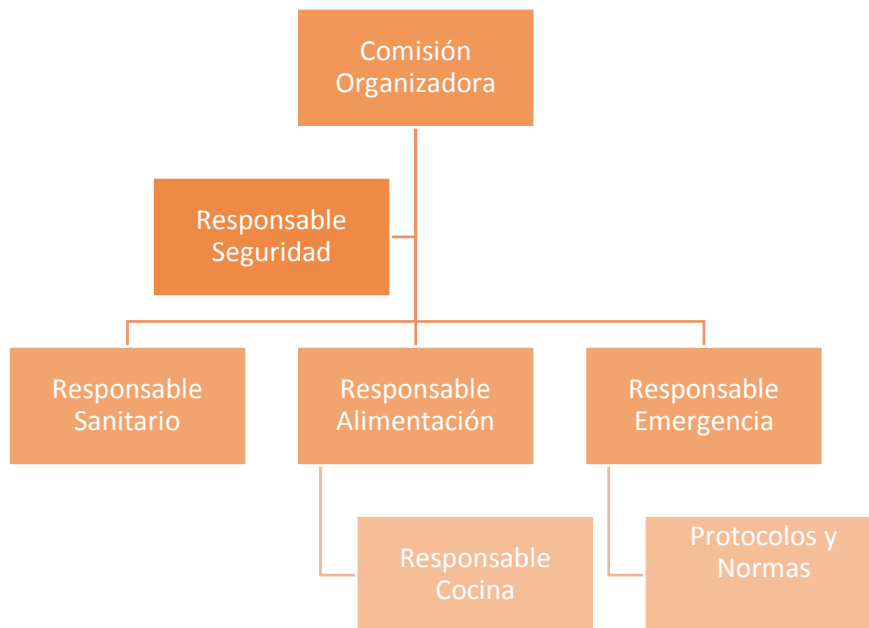 Comisión
Organizadora
Responsable
Seguridad
Responsable
Sanitario
Responsable
Alimentación
Responsable
Emergencia
Responsable
Cocina
Protocolos y
Normas